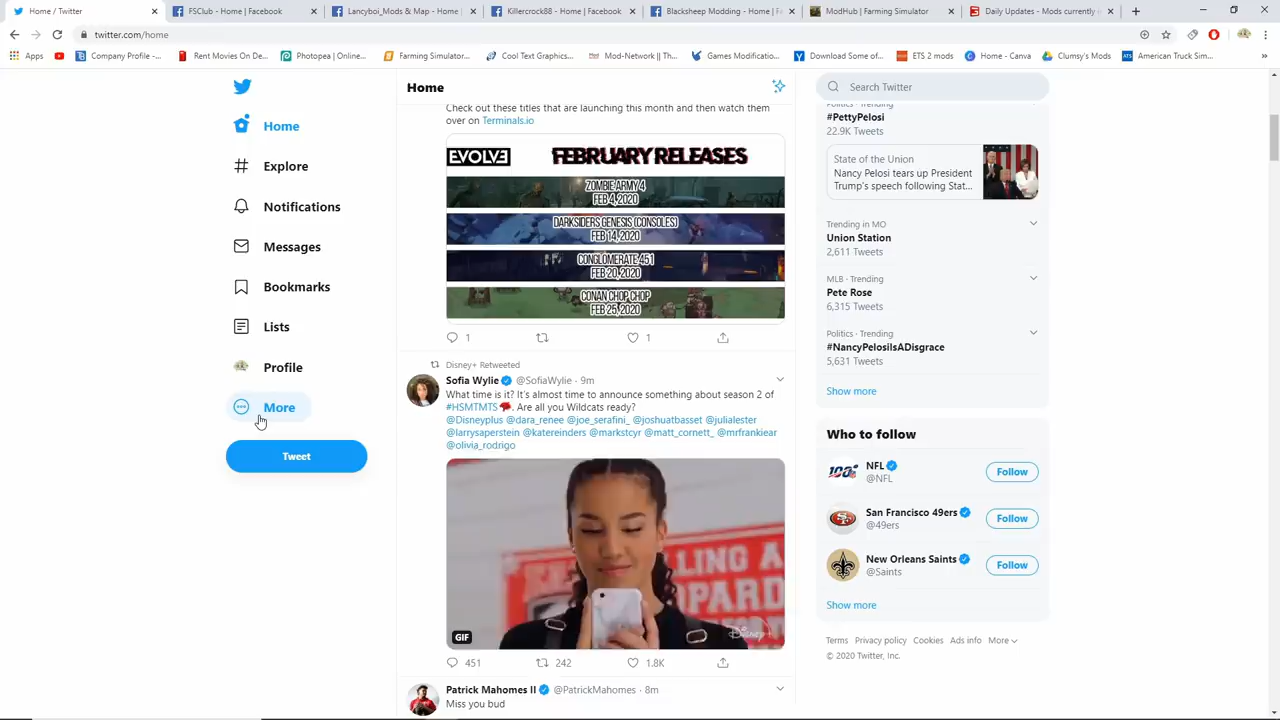 Home / Twitter
FSClub - Home | Facebook
Lancyboi_Mods & Map - Home |
Killercrock88 - Home | Facebook
Blacksheep Modding - Home | F
ModHub | Farming Simulator
Daily Updates - Mods currently i
twitter.com/home
Apps
Company Profile -...
Rent Movies On De...
Photopea | Online...
Farming Simulator...
Cool Text Graphics...
Mod-Network || Th...
Games Modificatio...
Download Some of...
ETS 2 mods
Home - Canva
Clumsy's Mods
American Truck Sim...
Home
Explore
Notifications
Messages
Bookmarks
Lists
Profile
More
Tweet
Home
Check out these titles that are launching this month and then watch them
over on Terminals.io
EVOLVE
FEBRUARY RELEASES
ZOMBIE ARMY 4
FEB 4,2020
DARKSIDERS GENESIS (CONSOLES)
FEB 14, 2020
CONGLOMERATE 451
FEB 20, 2020
CONAN CHOP CHOP
FEB 25, 2020
1
1
Disney+ Retweeted
Sofia Wylie @SofiaWylie · 9m
What time is it? It's almost time to announce something about season 2 of
#HSMTMTS. Are all you Wildcats ready?
@Disneyplus @dara_renee @joe_serafini_ @joshuatbasset @julialester
@larrysaperstein @katereinders @markstcyr @matt_cornett_ @mrfrankiear
@olivia_rodrigo
GIF
451
242
1.8K
Patrick Mahomes II @PatrickMahomes · 8m
Miss you bud
Search Twitter
Politics · Trending
#PettyPelosi
22.9K Tweets
State of the Union
Nancy Pelosi tears up President
Trump's speech following Stat...
Trending in MO
Union Station
2,611 Tweets
MLB · Trending
Pete Rose
6,315 Tweets
Politics · Trending
#NancyPelosiIsADisgrace
5,631 Tweets
Show more
Who to follow
NFL
@NFL
Follow
San Francisco 49ers
@49ers
Follow
New Orleans Saints
@Saints
Follow
Show more
Terms Privacy policy Cookies Ads info More
© 2020 Twitter, Inc.